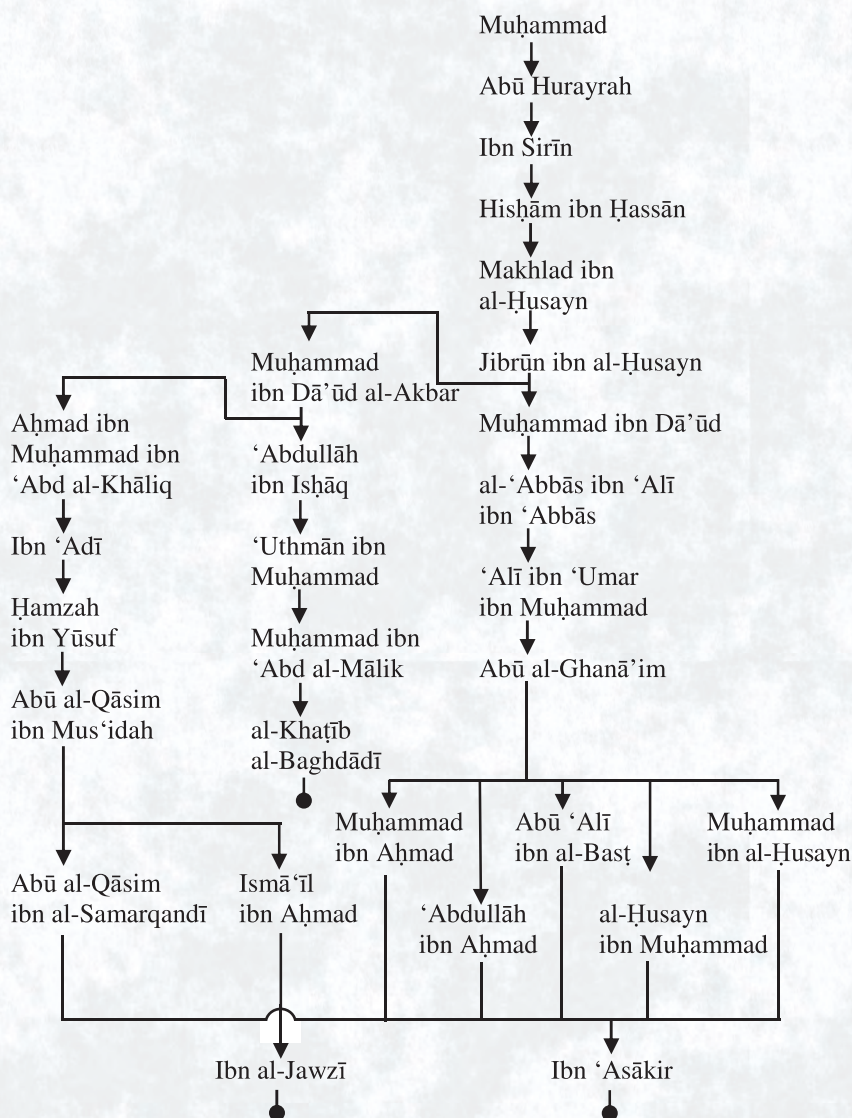 Muḥammad
Abū Hurayrah
Ibn Sirīn
Hisḥām ibn Ḥassān
Makhlad ibn
al-Ḥusayn
Jibrūn ibn al-Ḥusayn
Muḥammad
ibn Dā’ūd al-Akbar
Muḥammad ibn Dā’ūd
Aḥmad ibn
Muḥammad ibn
‘Abd al-Khāliq
‘Abdullāh
ibn Isḥāq
al-‘Abbās ibn ‘Alī
ibn ‘Abbās
Ibn ‘Adī
‘Uthmān ibn
Muḥammad
‘Alī ibn ‘Umar
ibn Muḥammad
Ḥamzah
ibn Yūsuf
Muḥammad ibn
‘Abd al-Mālik
Abū al-Ghanā’im
Abū al-Qāsim
ibn Mus‘idah
al-Khaṭīb
al-Baghdādī
Muḥammad
ibn Aḥmad
Abū ‘Alī
ibn al-Basṭ
Muḥammad
ibn al-Ḥusayn
Abū al-Qāsim
ibn al-Samarqandī
Ismā‘īl
ibn Aḥmad
‘Abdullāh
ibn Aḥmad
al-Ḥusayn
ibn Muḥammad
Ibn al-Jawzī
Ibn ‘Asākir